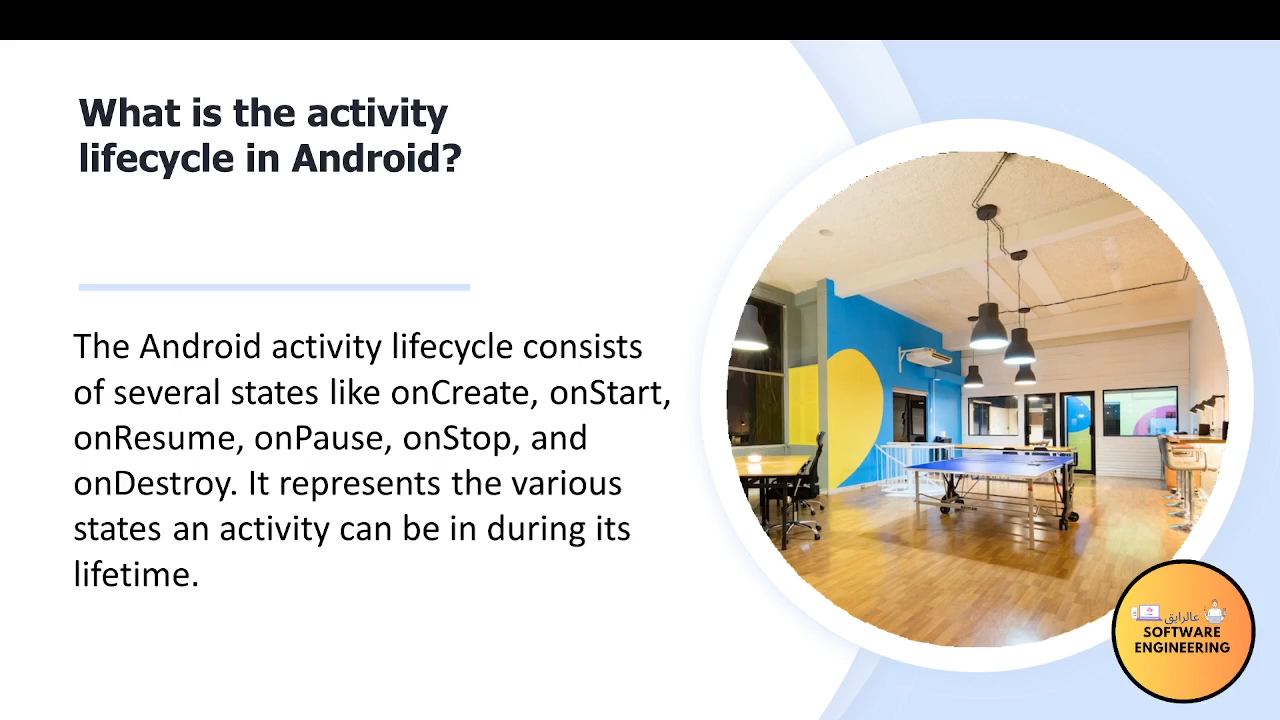 What is the activity
lifecycle in Android?
The Android activity lifecycle consists
of several states like onCreate, onStart,
onResume, onPause, onStop, and
onDestroy. It represents the various
states an activity can be in during its
lifetime.
عالرايق
SOFTWARE
ENGINEERING